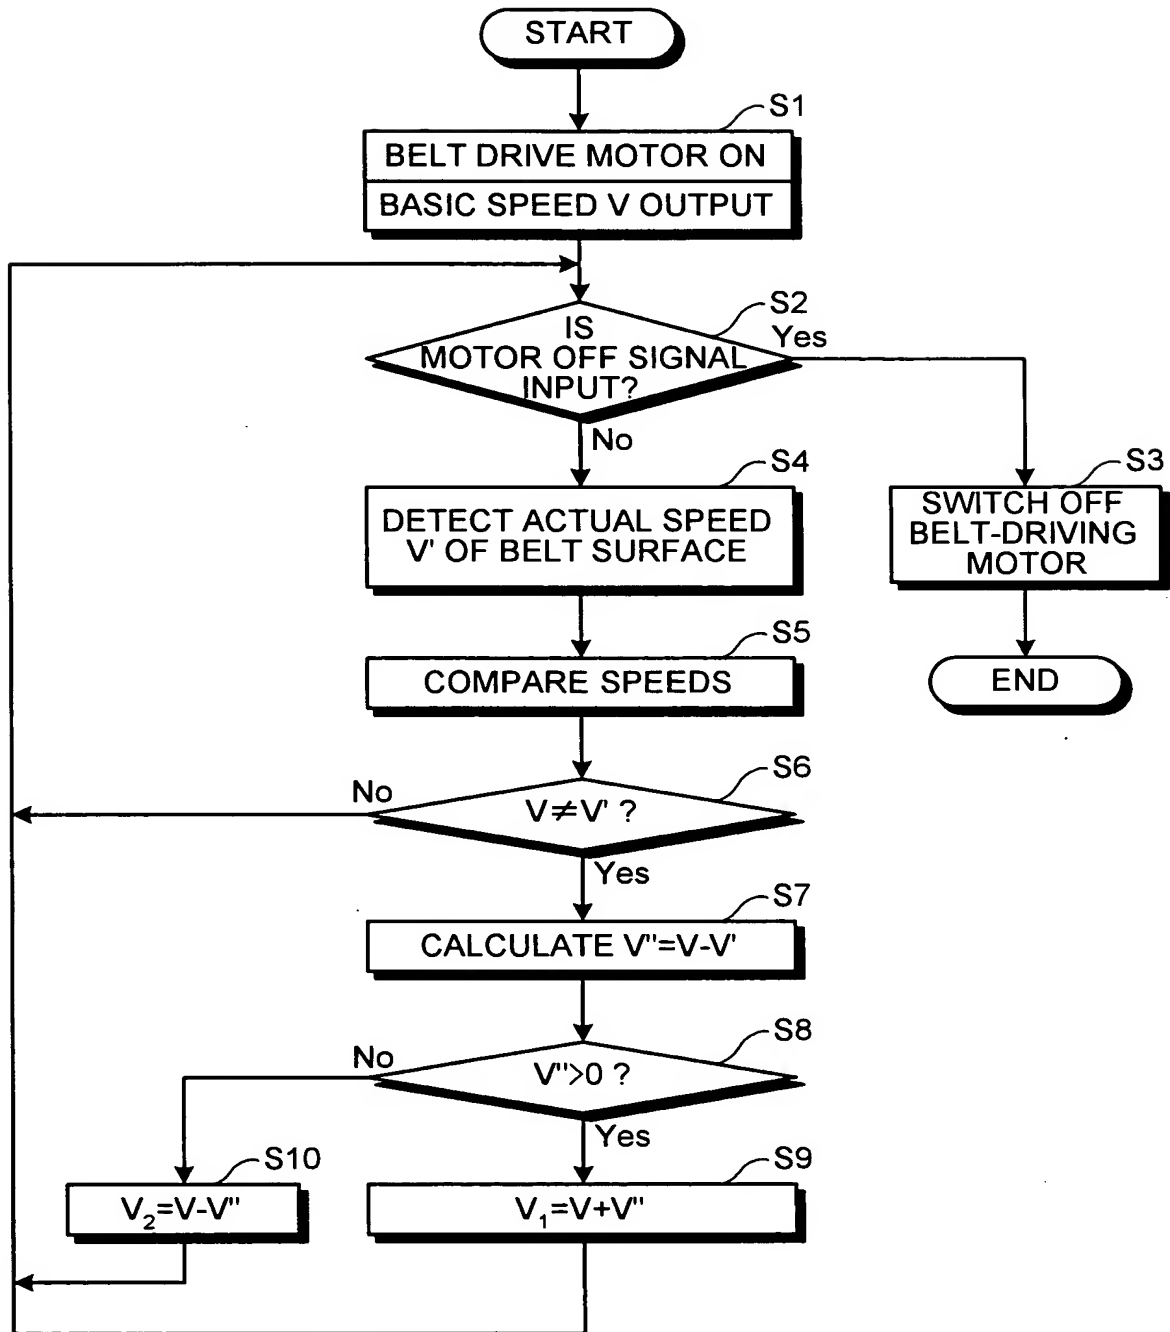 START
S1
BELT DRIVE MOTOR ON
BASIC SPEED V OUTPUT
S2
IS
MOTOR OFF SIGNAL
INPUT?
Yes
No
S4
DETECT ACTUAL SPEED
V' OF BELT SURFACE
S3
SWITCH OFF
BELT-DRIVING
MOTOR
END
S5
COMPARE SPEEDS
S6
V≠V' ?
No
Yes
S7
CALCULATE V"=V-V'
S8
V">0 ?
No
Yes
S10
V₂=V-V"
S9
V₁=V+V"